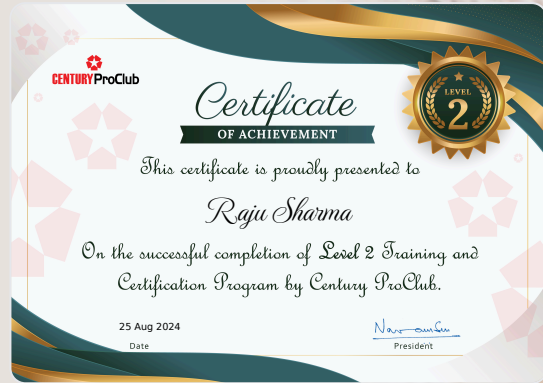 CENTURY ProClub
Certificate
OF ACHIEVEMENT
LEVEL
2
This certificate is proudly presented to
Raju Sharma
On the successful completion of Level 2 Training and
Certification Program by Century ProClub.
25 Aug 2024
Date
President